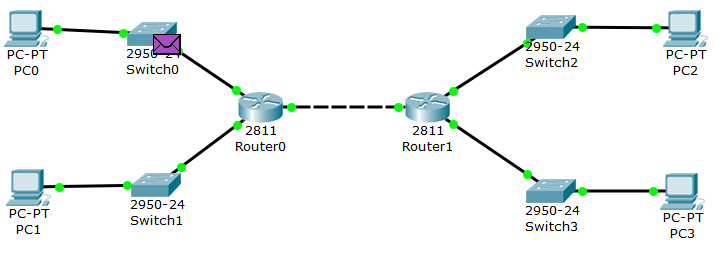 PC-PT
PC0
2950-24
Switch0
2811
Router0
2811
Router1
2950-24
Switch2
PC-PT
PC2
PC-PT
PC1
2950-24
Switch1
2950-24
Switch3
PC-PT
PC3